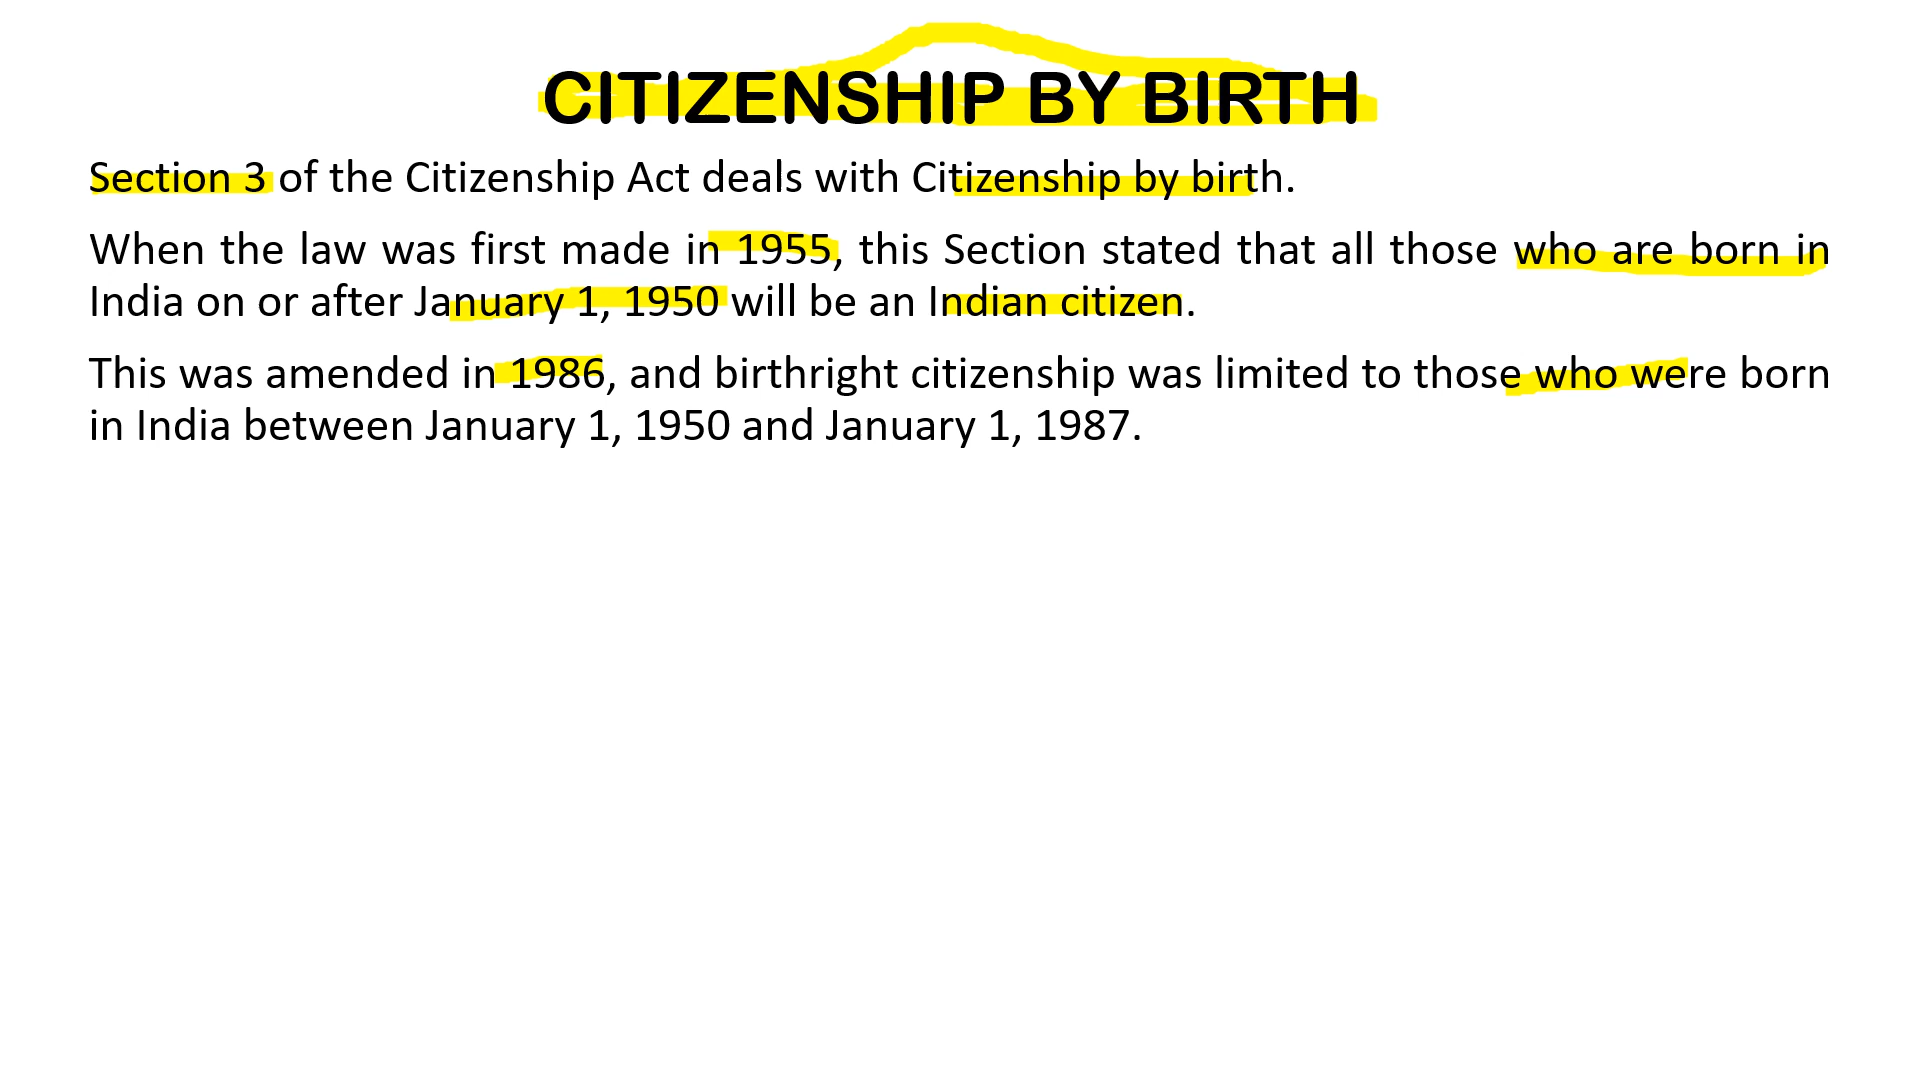 CITIZENSHIP BY BIRTH
Section 3 of the Citizenship Act deals with Citizenship by birth.
When the law was first made in 1955, this Section stated that all those who are born in
India on or after January 1, 1950 will be an Indian citizen.
This was amended in 1986, and birthright citizenship was limited to those who were born
in India between January 1, 1950 and January 1, 1987.